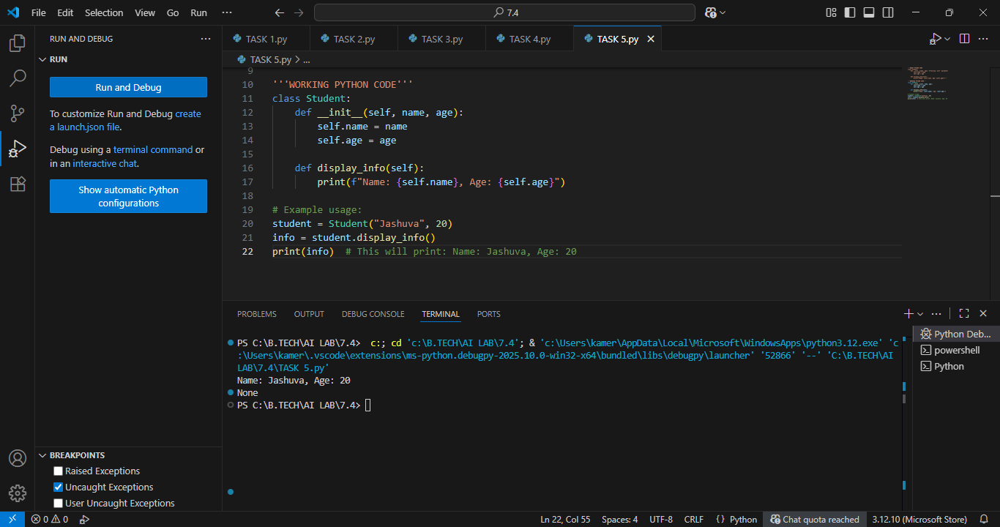 File Edit Selection View Go Run ··· 7.4
RUN AND DEBUG ···
RUN
Run and Debug
To customize Run and Debug create
a launch.json file.
Debug using a terminal command or
in an interactive chat.
Show automatic Python
configurations
BREAKPOINTS
Raised Exceptions
Uncaught Exceptions
User Uncaught Exceptions
TASK 1.py TASK 2.py TASK 3.py TASK 4.py TASK 5.py
TASK 5.py > ...
9
10 '''WORKING PYTHON CODE'''
11 class Student:
12     def __init__(self, name, age):
13         self.name = name
14         self.age = age
15
16     def display_info(self):
17         print(f"Name: {self.name}, Age: {self.age}")
18
19 # Example usage:
20 student = Student("Jashuva", 20)
21 info = student.display_info()
22 print(info)  # This will print: Name: Jashuva, Age: 20
PROBLEMS OUTPUT DEBUG CONSOLE TERMINAL PORTS
PS C:\B.TECH\AI LAB\7.4>  c:; cd 'c:\B.TECH\AI LAB\7.4'; & 'c:\Users\kamer\AppData\Local\Microsoft\WindowsApps\python3.12.exe' 'c
:\Users\kamer\.vscode\extensions\ms-python.debugpy-2025.10.0-win32-x64\bundled\libs\debugpy\launcher' '52866' '--' 'C:\B.TECH\AI
LAB\7.4\TASK 5.py'
Name: Jashuva, Age: 20
None
PS C:\B.TECH\AI LAB\7.4>
Python Deb...
powershell
Python
0 0 Ln 22, Col 55 Spaces: 4 UTF-8 CRLF {} Python Chat quota reached 3.12.10 (Microsoft Store)